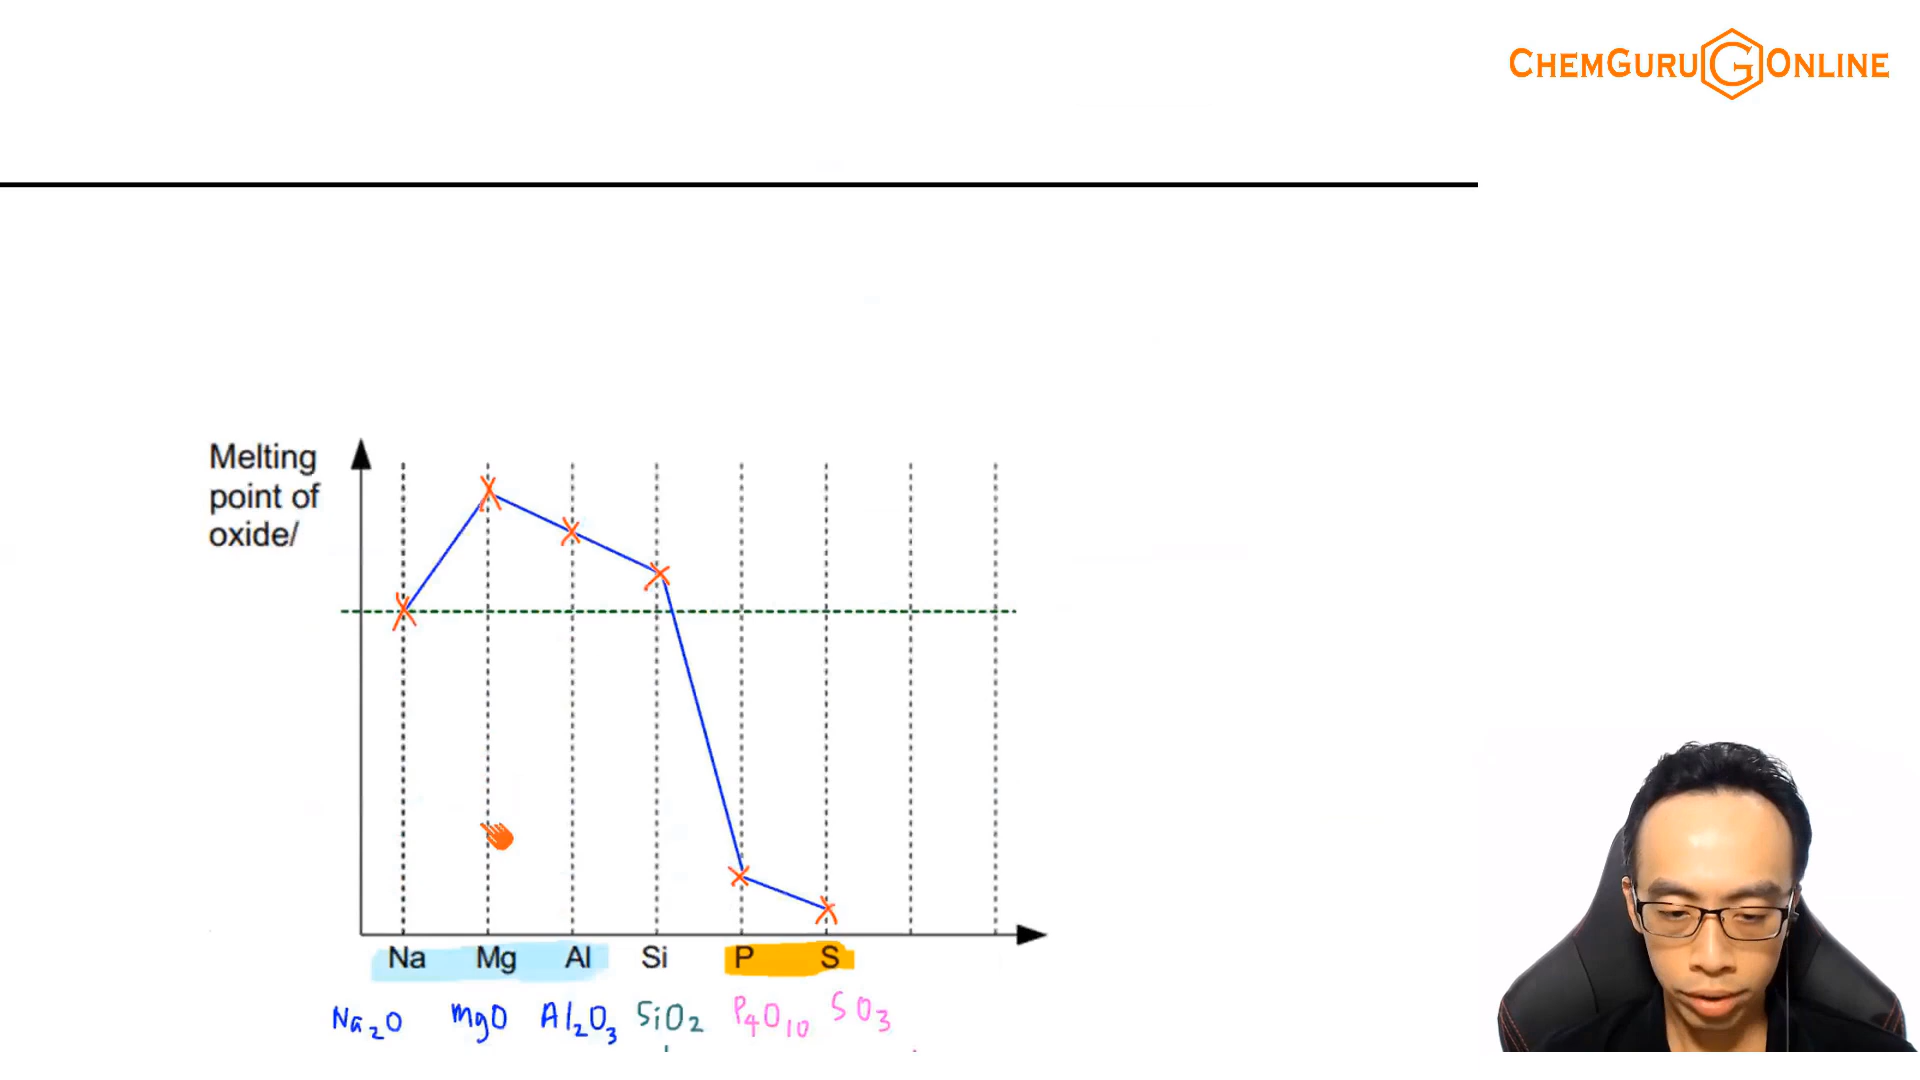 CHEMGURU G ONLINE
Melting
point of
oxide/
Na Mg Al Si P S
Na₂O MgO Al₂O₃ SiO₂ P₄O₁₀ SO₃